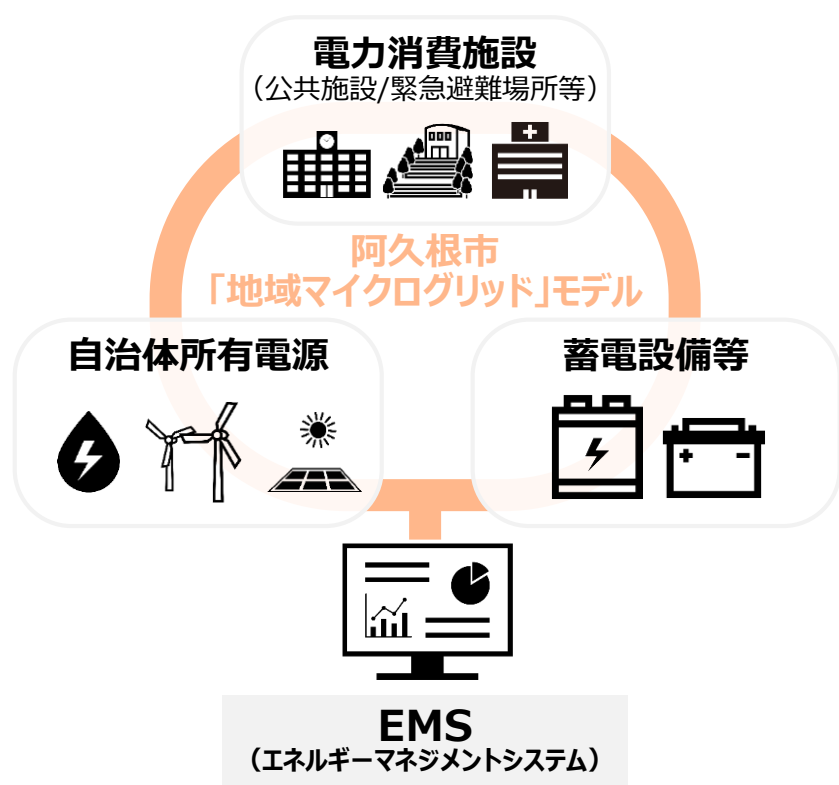 電力消費施設
（公共施設/緊急避難場所等）
阿久根市
「地域マイクログリッド」モデル
自治体所有電源
蓄電設備等
EMS
（エネルギーマネジメントシステム）